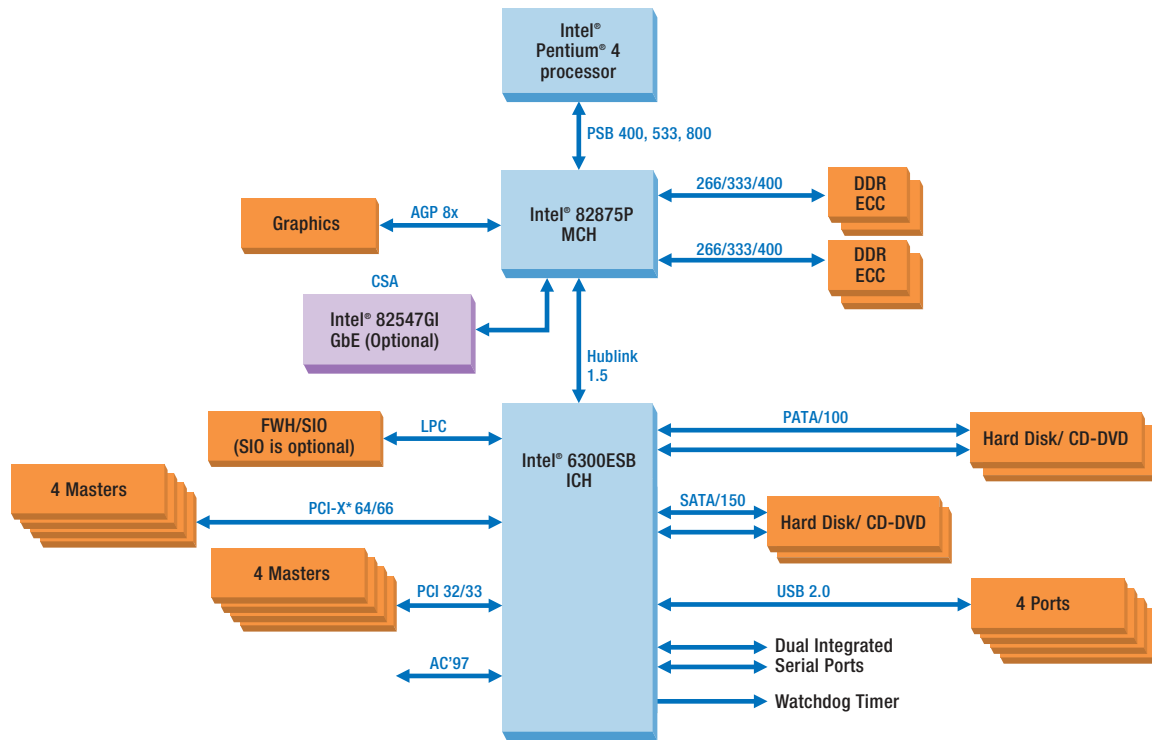 Intel®
Pentium® 4
processor
PSB 400, 533, 800
266/333/400
DDR
ECC
Graphics
AGP 8x
Intel® 82875P
MCH
266/333/400
DDR
ECC
CSA
Intel® 82547GI
GbE (Optional)
Hublink
1.5
FWH/SIO
(SIO is optional)
LPC
Intel® 6300ESB
ICH
PATA/100
Hard Disk/ CD-DVD
4 Masters
PCI-X* 64/66
SATA/150
Hard Disk/ CD-DVD
4 Masters
PCI 32/33
USB 2.0
4 Ports
AC’97
Dual Integrated
Serial Ports
Watchdog Timer